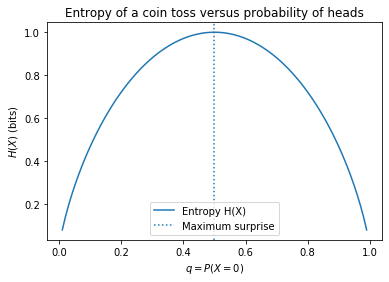 Entropy of a coin toss versus probability of heads
1.0
0.8
0.6
0.4
0.2
H(X) (bits)
Entropy H(X)
Maximum surprise
0.0 0.2 0.4 0.6 0.8 1.0
q = P(X = 0)